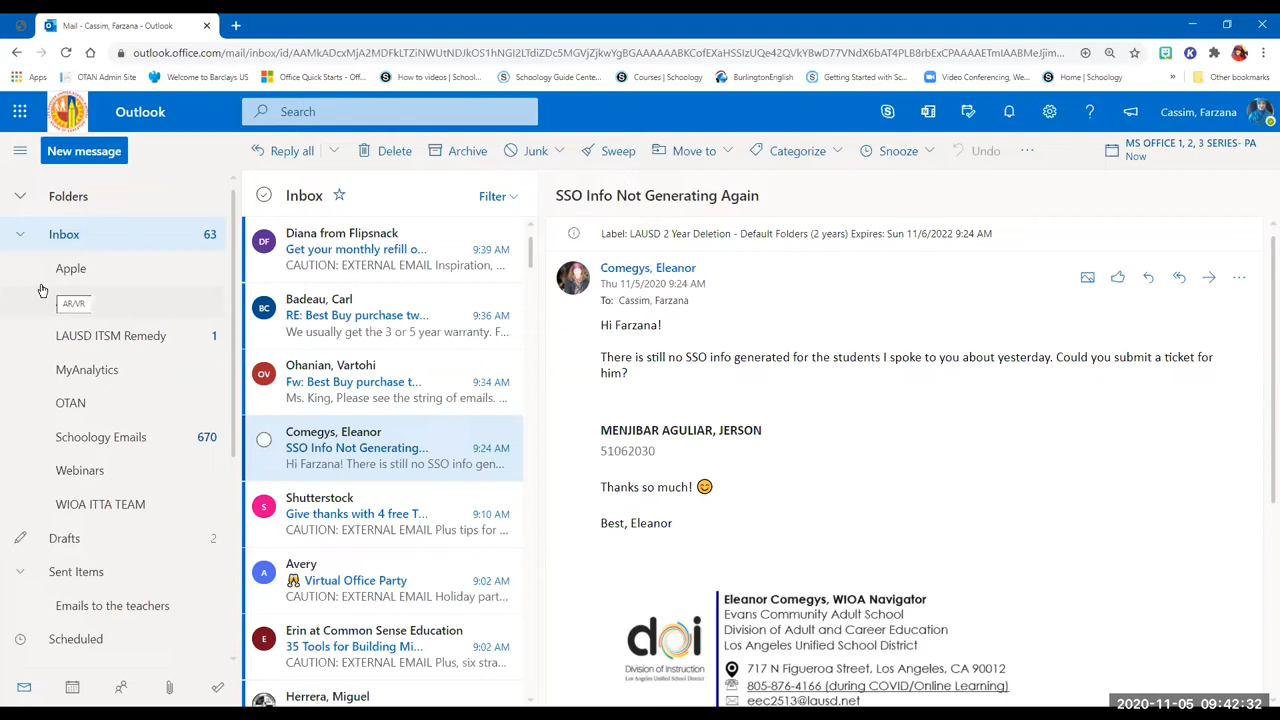 Mail - Cassim, Farzana - Outlook
outlook.office.com/mail/inbox/id/
Apps
OTAN Admin Site
Welcome to Barclays US
Office Quick Starts - Off...
How to videos | School...
Schoology Guide Cente...
Courses | Schoology
BurlingtonEnglish
Getting Started with Sc...
Video Conferencing, We...
Home | Schoology
»
Other bookmarks
Outlook
Search
Cassim, Farzana
New message
Reply all
Delete
Archive
Junk
Sweep
Move to
Categorize
Snooze
Undo
MS OFFICE 1, 2, 3 SERIES- PA
Now
Folders
Inbox 63
Apple
AR/VR
LAUSD ITSM Remedy 1
MyAnalytics
OTAN
Schoology Emails 670
Webinars
WIOA ITTA TEAM
Drafts 2
Sent Items
Emails to the teachers
Scheduled
Inbox
Filter
DF
Diana from Flipsnack
Get your monthly refill o... 9:39 AM
CAUTION: EXTERNAL EMAIL Inspiration, ...
BC
Badeau, Carl
RE: Best Buy purchase tw... 9:36 AM
We usually get the 3 or 5 year warranty. F...
OV
Ohanian, Vartohi
Fw: Best Buy purchase t... 9:34 AM
Ms. King, Please see the string of emails. ...
Comegys, Eleanor
SSO Info Not Generating... 9:24 AM
Hi Farzana! There is still no SSO info gen...
S
Shutterstock
Give thanks with 4 free T... 9:10 AM
CAUTION: EXTERNAL EMAIL Plus tips for ...
A
Avery
Virtual Office Party 9:02 AM
CAUTION: EXTERNAL EMAIL Holiday part...
E
Erin at Common Sense Education
35 Tools for Building Mi... 9:02 AM
CAUTION: EXTERNAL EMAIL Plus, six stra...
Herrera, Miguel
SSO Info Not Generating Again
Label: LAUSD 2 Year Deletion - Default Folders (2 years) Expires: Sun 11/6/2022 9:24 AM
Comegys, Eleanor
Thu 11/5/2020 9:24 AM
To: Cassim, Farzana
Hi Farzana!
There is still no SSO info generated for the students I spoke to you about yesterday. Could you submit a ticket for
him?
MENJIBAR AGULIAR, JERSON
51062030
Thanks so much!
Best, Eleanor
doi
Division of Instruction
Los Angeles Unified School District
Eleanor Comegys, WIOA Navigator
Evans Community Adult School
Division of Adult and Career Education
Los Angeles Unified School District
717 N Figueroa Street, Los Angeles, CA 90012
805-876-4166 (during COVID/Online Learning)
eec2513@lausd.net
2020-11-05 09:42:32